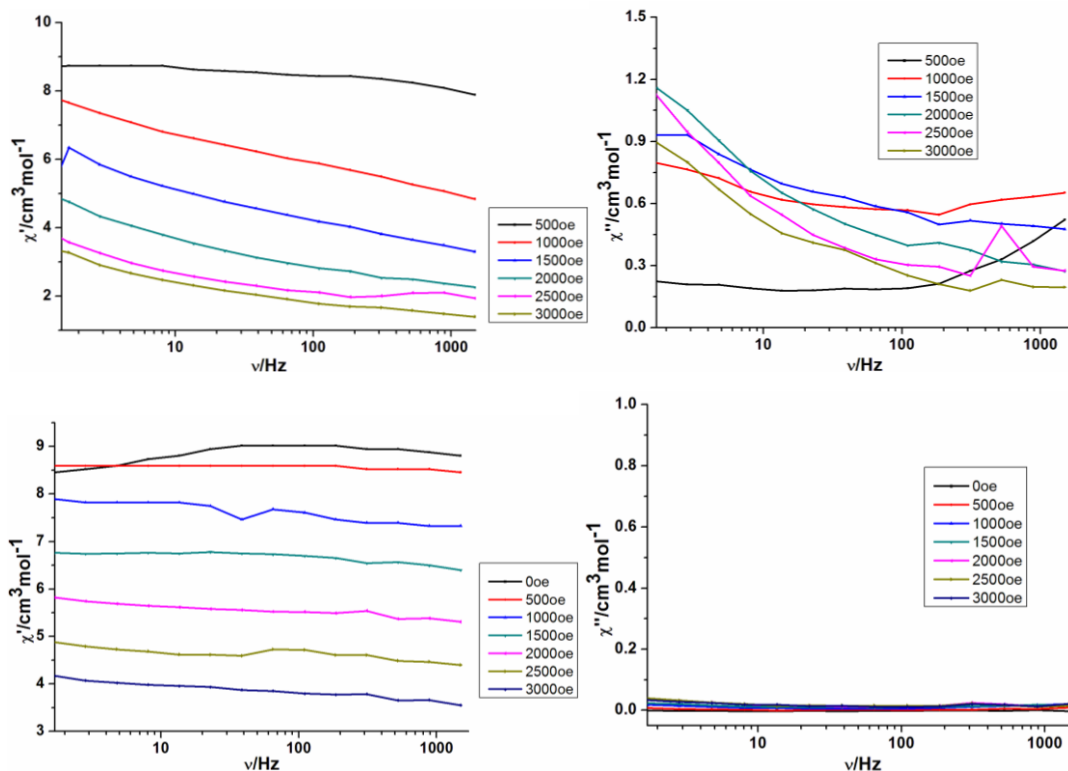 10
8
6
4
2
χ'/cm³mol⁻¹
500oe
1000oe
1500oe
2000oe
2500oe
3000oe
10
100
1000
ν/Hz
1.5
1.2
0.9
0.6
0.3
0.0
χ''/cm³mol⁻¹
500oe
1000oe
1500oe
2000oe
2500oe
3000oe
10
100
1000
ν/Hz
9
8
7
6
5
4
3
χ'/cm³mol⁻¹
0oe
500oe
1000oe
1500oe
2000oe
2500oe
3000oe
10
100
1000
ν/Hz
1.0
0.8
0.6
0.4
0.2
0.0
χ''/cm³mol⁻¹
0oe
500oe
1000oe
1500oe
2000oe
2500oe
3000oe
10
100
1000
ν/Hz